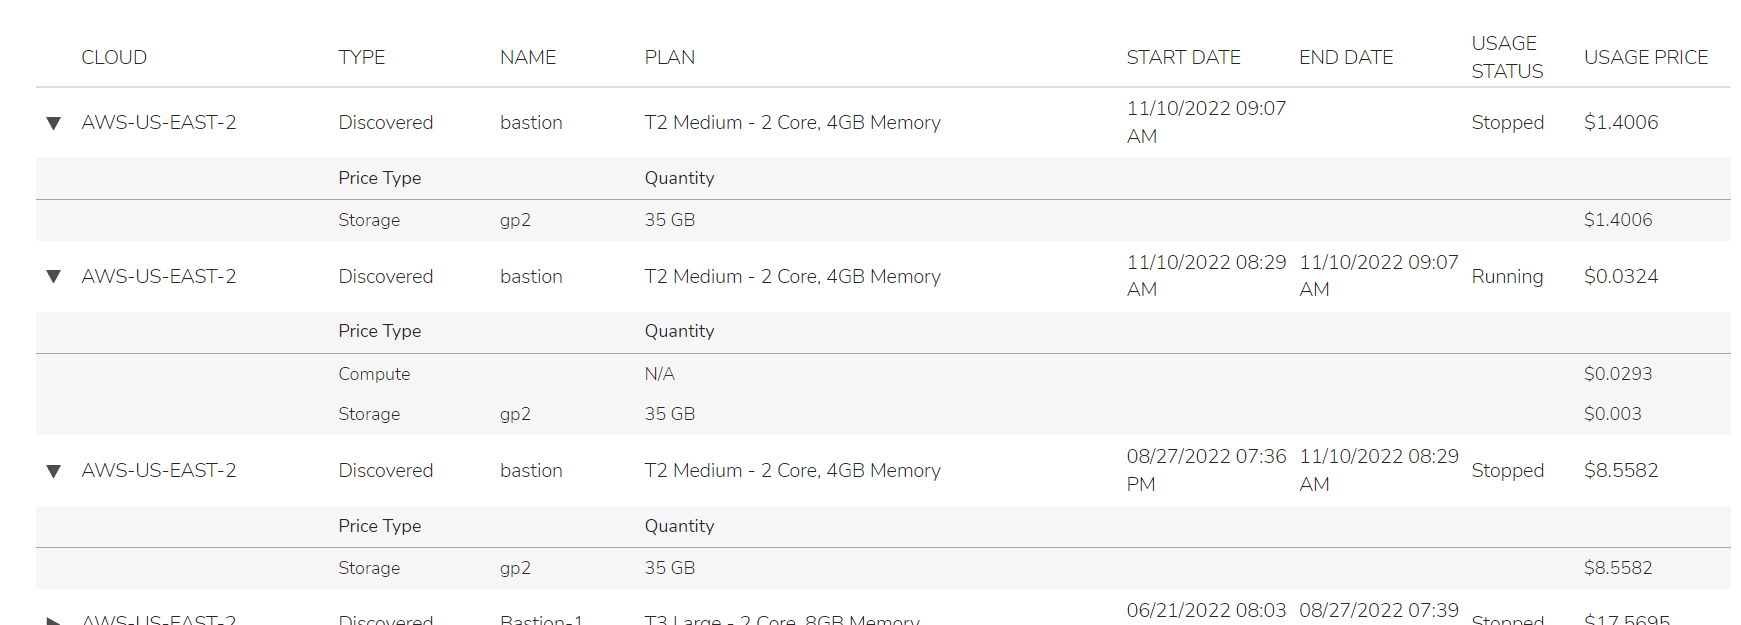 CLOUD TYPE NAME PLAN START DATE END DATE USAGE STATUS USAGE PRICE
AWS-US-EAST-2 Discovered bastion T2 Medium - 2 Core, 4GB Memory 11/10/2022 09:07 AM Stopped $1.4006
Price Type Quantity
Storage gp2 35 GB $1.4006
AWS-US-EAST-2 Discovered bastion T2 Medium - 2 Core, 4GB Memory 11/10/2022 08:29 AM 11/10/2022 09:07 AM Running $0.0324
Price Type Quantity
Compute N/A $0.0293
Storage gp2 35 GB $0.003
AWS-US-EAST-2 Discovered bastion T2 Medium - 2 Core, 4GB Memory 08/27/2022 07:36 PM 11/10/2022 08:29 AM Stopped $8.5582
Price Type Quantity
Storage gp2 35 GB $8.5582
AWS-US-EAST-2 Discovered Bastion-1 T3 Large - 2 Core, 8GB Memory 06/21/2022 08:03 08/27/2022 07:39 Stopped $17.5695